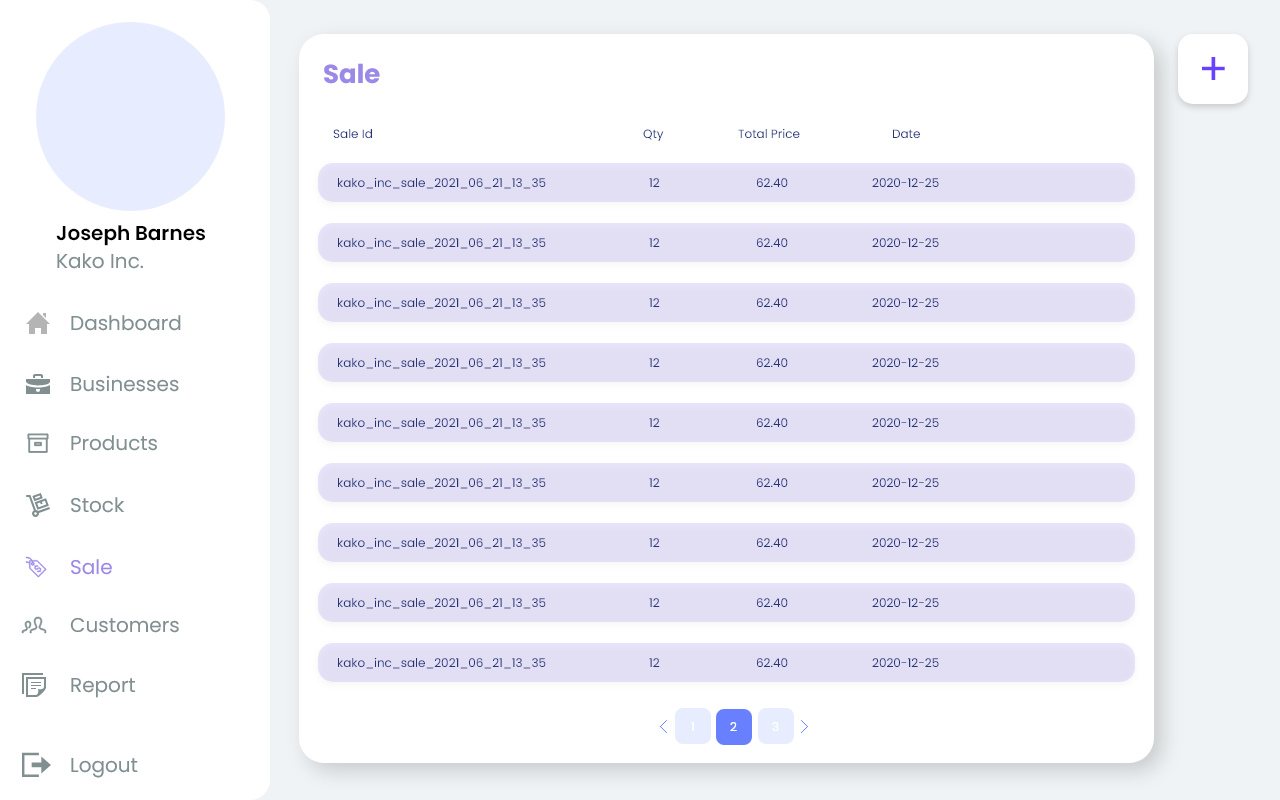 Joseph Barnes
Kako Inc.
Dashboard
Businesses
Products
Stock
Sale
Customers
Report
Logout
Sale
Sale Id Qty Total Price Date
kako_inc_sale_2021_06_21_13_35 12 62.40 2020-12-25
kako_inc_sale_2021_06_21_13_35 12 62.40 2020-12-25
kako_inc_sale_2021_06_21_13_35 12 62.40 2020-12-25
kako_inc_sale_2021_06_21_13_35 12 62.40 2020-12-25
kako_inc_sale_2021_06_21_13_35 12 62.40 2020-12-25
kako_inc_sale_2021_06_21_13_35 12 62.40 2020-12-25
kako_inc_sale_2021_06_21_13_35 12 62.40 2020-12-25
kako_inc_sale_2021_06_21_13_35 12 62.40 2020-12-25
kako_inc_sale_2021_06_21_13_35 12 62.40 2020-12-25
1 2 3